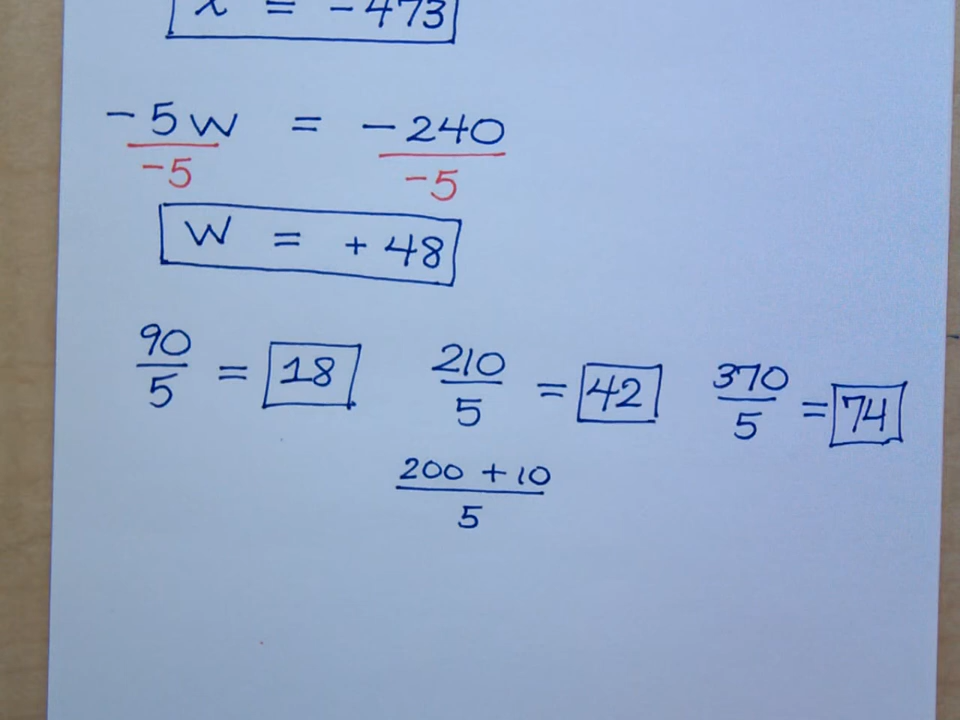 x = -473
-5w = -240
-5 -5
w = +48
90/5 = 18 210/5 = 42 370/5 = 74
200 + 10
5